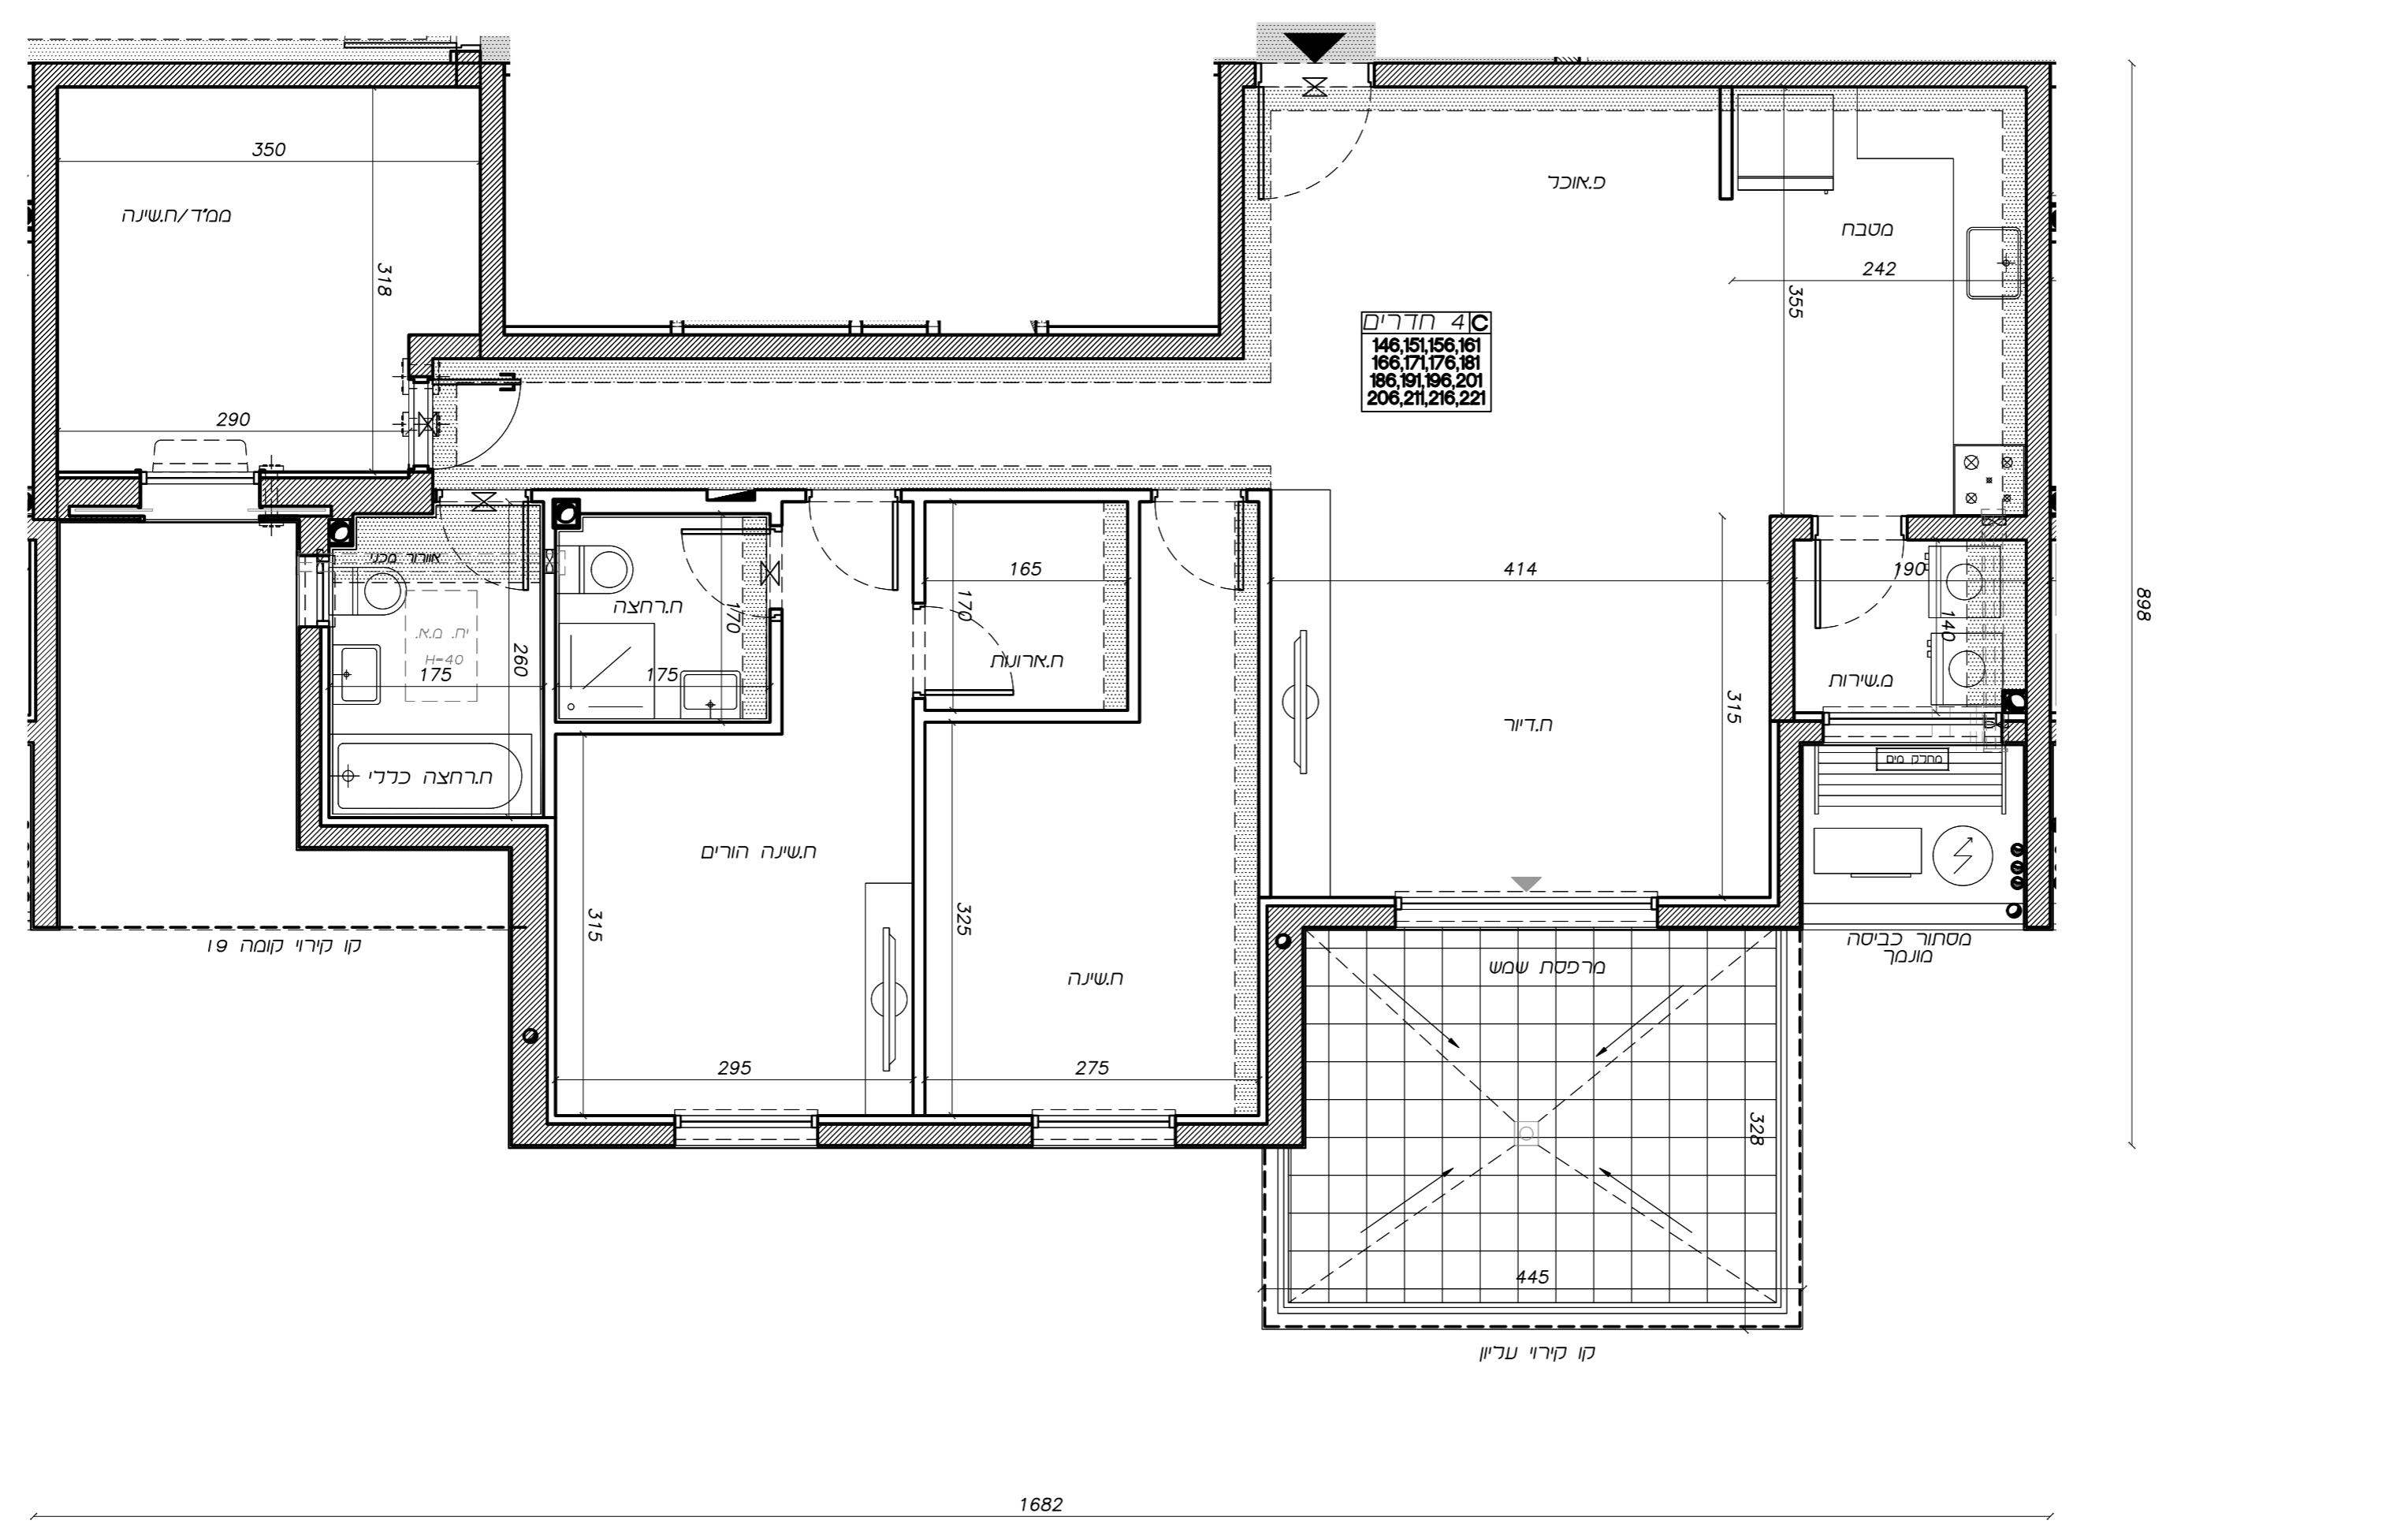 350
ממ"ד/ח.שינה
318
290
פ.אוכל
מטבח
242
355
4 חדרים C
146,151,156,161
166,171,176,181
186,191,196,201
206,211,216,221
898
אוורור מכני
יח. מ.א.
H=40
175
260
ח.רחצה
170
175
165
170
ח.ארונות
414
190
140
מ.שירות
ח.דיור
315
מחלק מים
ח.רחצה כללי
ח.שינה הורים
315
325
ח.שינה
295
275
קו קירוי קומה 19
מסתור כביסה
מונמך
מרפסת שמש
328
445
קו קירוי עליון
1682